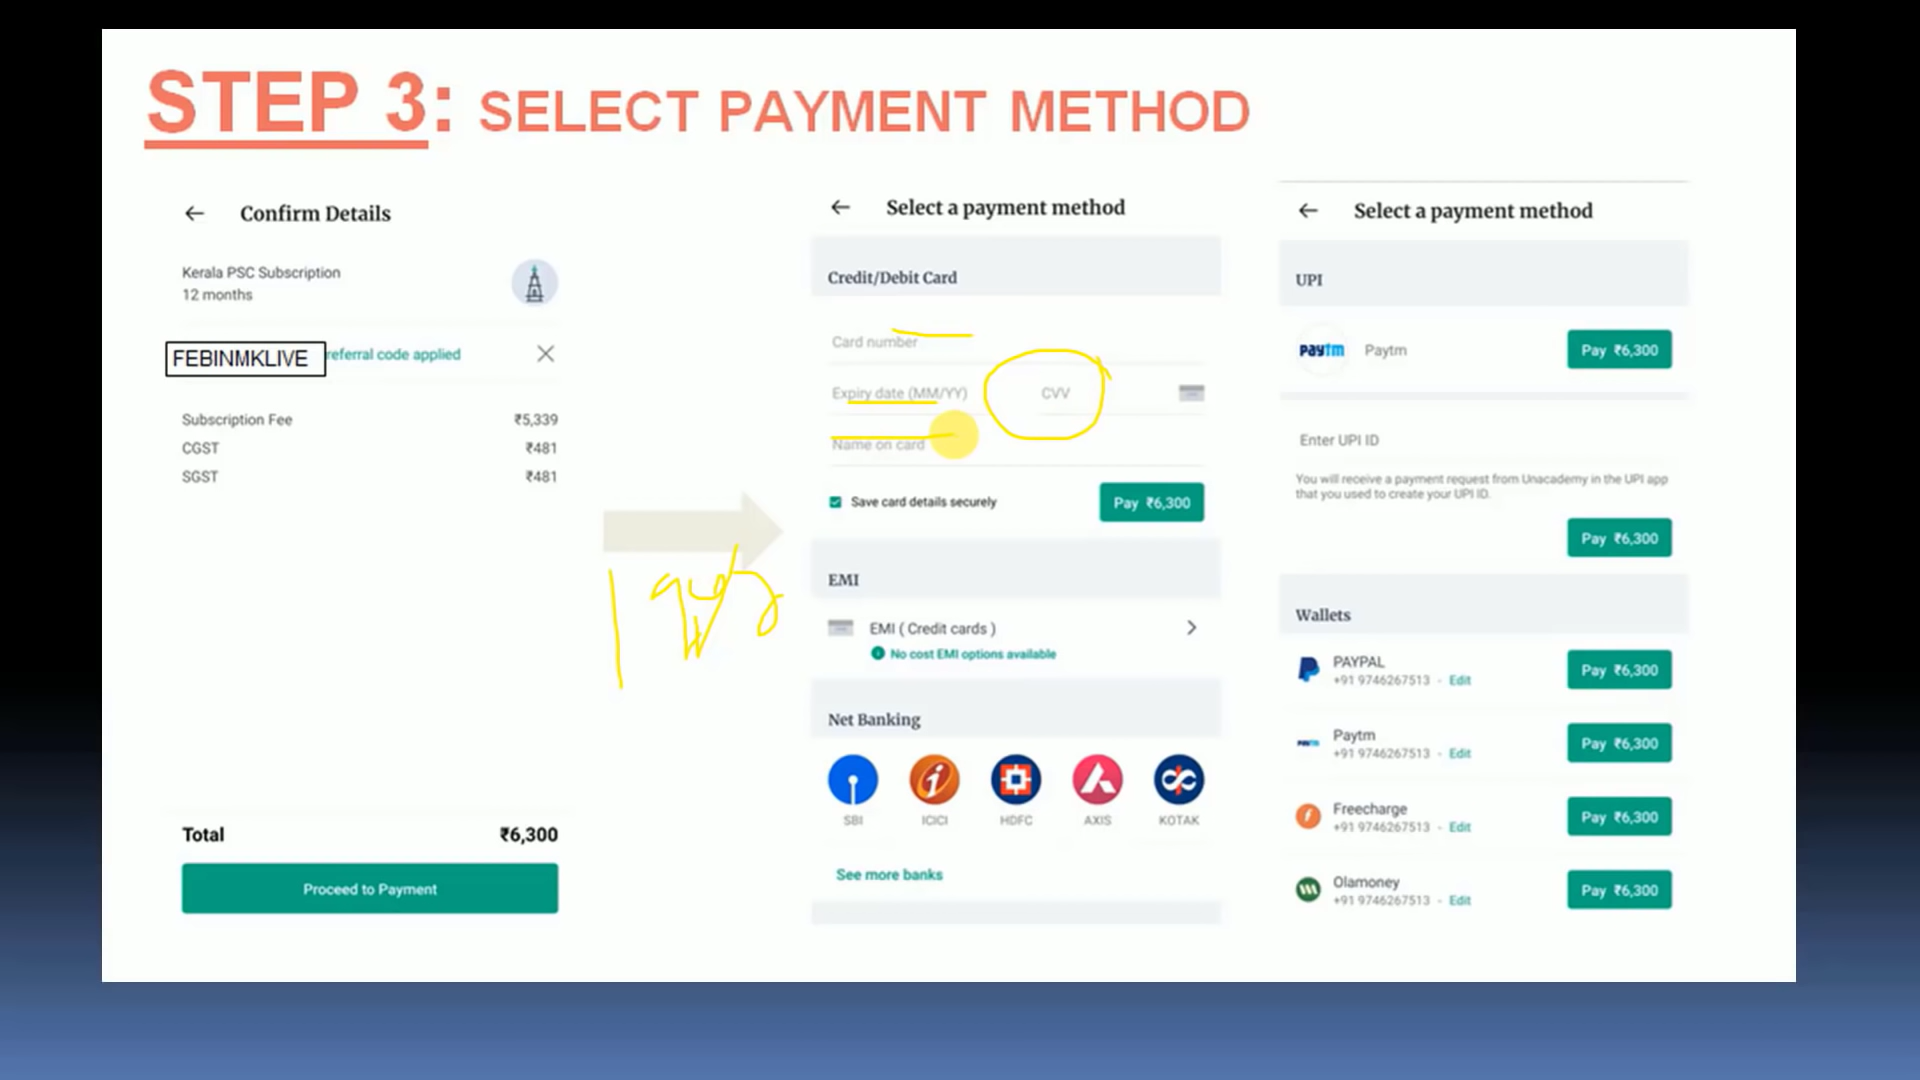 STEP 3: SELECT PAYMENT METHOD
Confirm Details
Kerala PSC Subscription
12 months
FEBINMKLIVE referral code applied
Subscription Fee ₹5,339
CGST ₹481
SGST ₹481
Total ₹6,300
Proceed to Payment
Select a payment method
Credit/Debit Card
Card number
Expiry date (MM/YY) CVV
Name on card
Save card details securely Pay ₹6,300
EMI
EMI ( Credit cards )
No cost EMI options available
Net Banking
SBI ICICI HDFC AXIS KOTAK
See more banks
Select a payment method
UPI
Paytm Paytm Pay ₹6,300
Enter UPI ID
You will receive a payment request from Unacademy in the UPI app
that you used to create your UPI ID.
Pay ₹6,300
Wallets
PAYPAL
+91 9746267513 - Edit Pay ₹6,300
Paytm
+91 9746267513 - Edit Pay ₹6,300
Freecharge
+91 9746267513 - Edit Pay ₹6,300
Olamoney
+91 9746267513 - Edit Pay ₹6,300